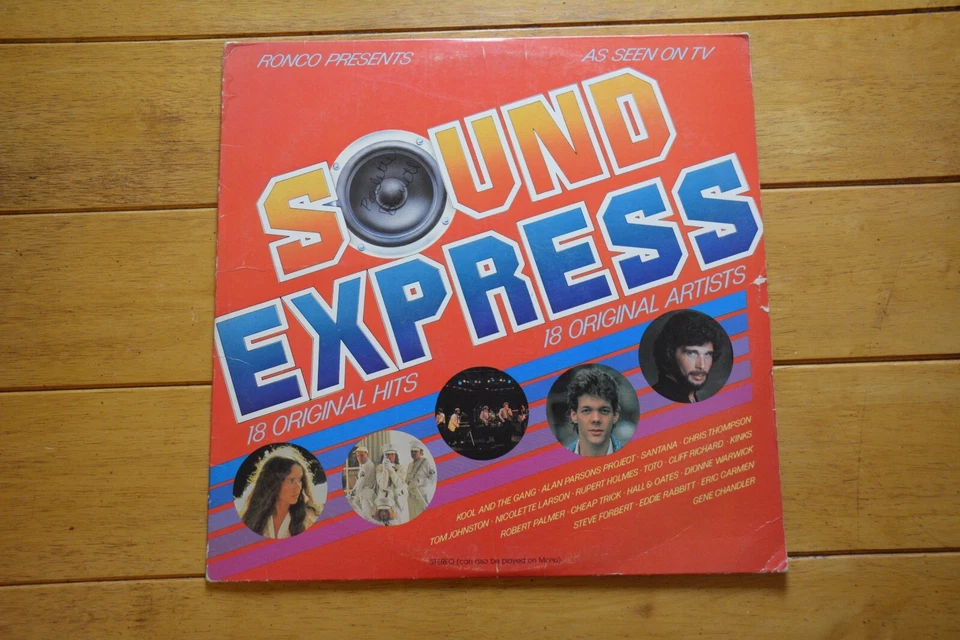 RONCO PRESENTS
AS SEEN ON TV
SOUND
EXPRESS
18 ORIGINAL HITS
18 ORIGINAL ARTISTS
KOOL AND THE GANG · ALAN PARSONS PROJECT · SANTANA · CHRIS THOMPSON
TOM JOHNSTON · NICOLETTE LARSON · RUPERT HOLMES · TOTO · CLIFF RICHARD · KINKS
ROBERT PALMER · CHEAP TRICK · HALL & OATES · DIONNE WARWICK
STEVE FORBERT · EDDIE RABBITT · ERIC CARMEN
GENE CHANDLER
STEREO (can also be played on Mono)